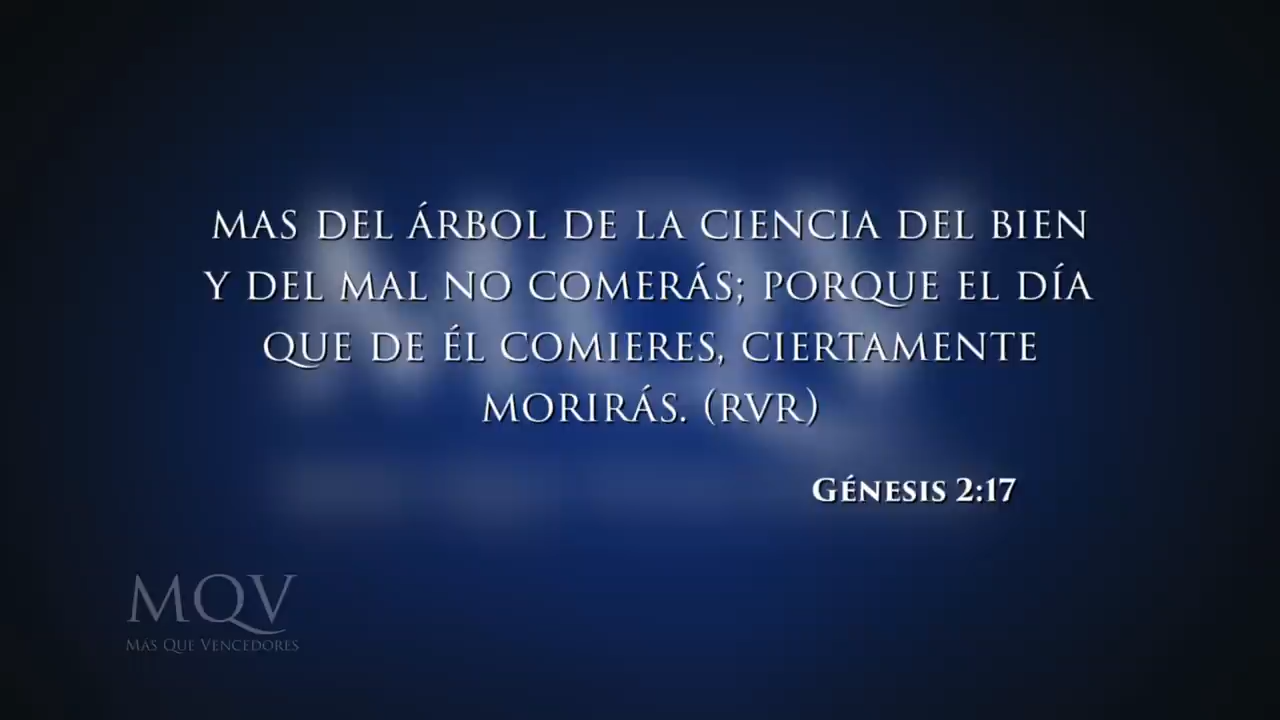 MAS DEL ÁRBOL DE LA CIENCIA DEL BIEN
Y DEL MAL NO COMERÁS; PORQUE EL DÍA
QUE DE ÉL COMIERES, CIERTAMENTE
MORIRÁS. (RVR)
GÉNESIS 2:17
MQV
MÁS QUE VENCEDORES